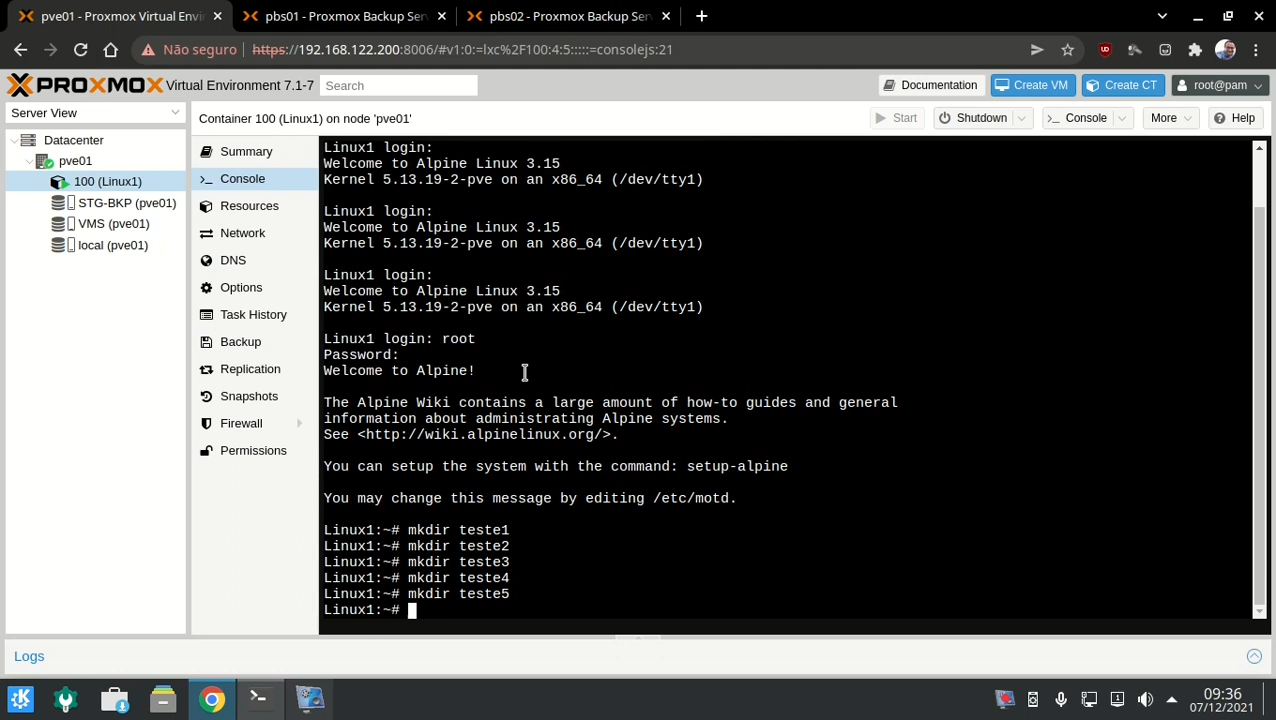 pve01 - Proxmox Virtual Envi
pbs01 - Proxmox Backup Serv
pbs02 - Proxmox Backup Serv
Não seguro https://192.168.122.200:8006/#v1:0:=lxc%2F100:4:5:::::=consolejs:21
PROXMOX Virtual Environment 7.1-7 Search Documentation Create VM Create CT root@pam
Server View
Container 100 (Linux1) on node 'pve01' Start Shutdown Console More Help
Datacenter
pve01
100 (Linux1)
STG-BKP (pve01)
VMS (pve01)
local (pve01)
Summary
Console
Resources
Network
DNS
Options
Task History
Backup
Replication
Snapshots
Firewall
Permissions
Linux1 login:
Welcome to Alpine Linux 3.15
Kernel 5.13.19-2-pve on an x86_64 (/dev/tty1)
Linux1 login:
Welcome to Alpine Linux 3.15
Kernel 5.13.19-2-pve on an x86_64 (/dev/tty1)
Linux1 login:
Welcome to Alpine Linux 3.15
Kernel 5.13.19-2-pve on an x86_64 (/dev/tty1)
Linux1 login: root
Password:
Welcome to Alpine!
The Alpine Wiki contains a large amount of how-to guides and general
information about administrating Alpine systems.
See <http://wiki.alpinelinux.org/>.
You can setup the system with the command: setup-alpine
You may change this message by editing /etc/motd.
Linux1:~# mkdir teste1
Linux1:~# mkdir teste2
Linux1:~# mkdir teste3
Linux1:~# mkdir teste4
Linux1:~# mkdir teste5
Linux1:~#
Logs
09:36
07/12/2021